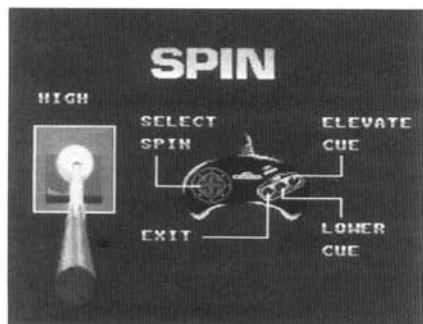 SPIN
HIGH
SELECT
SPIN
ELEVATE
CUE
EXIT
LOWER
CUE